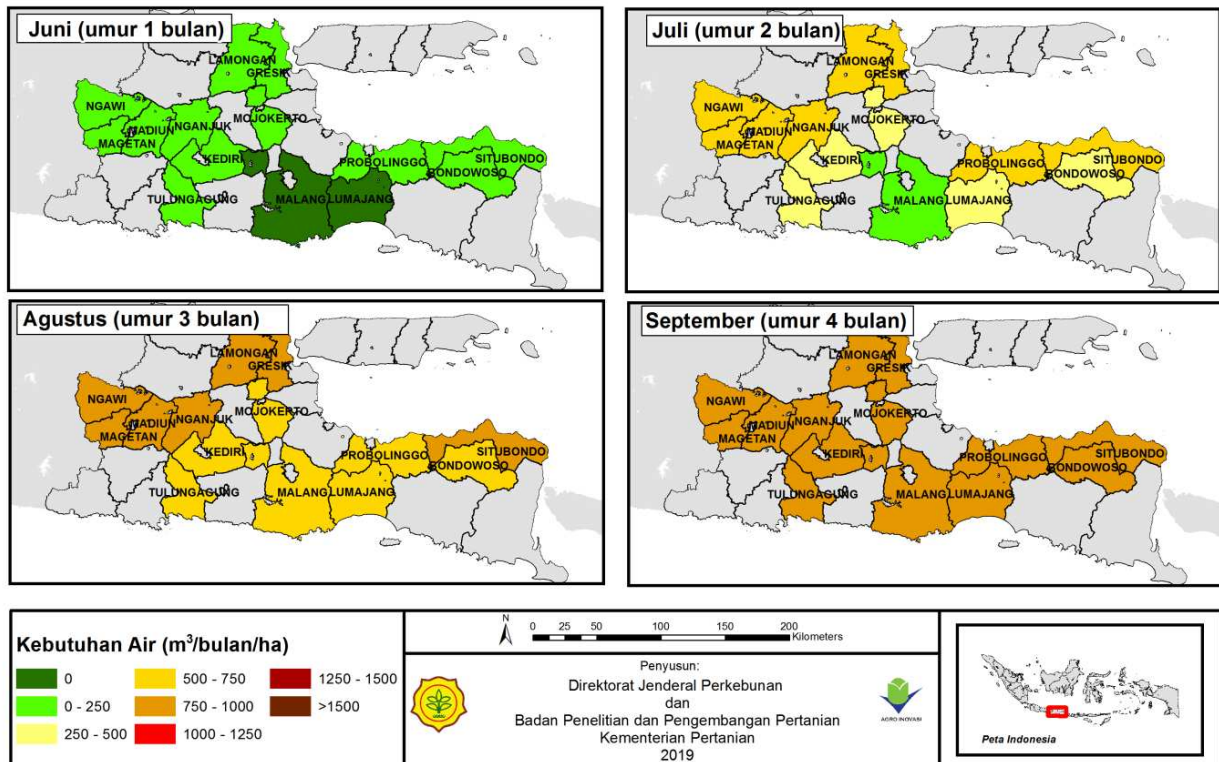 Juni (umur 1 bulan)
LAMONGAN
GRESIK
NGAWI
MADIUN
NGANJUK
MOJOKERTO
MAGETAN
KEDIRI
PROBOLINGGO
SITUBONDO
BONDOWOSO
TULUNGAGUNG
MALANG
LUMAJANG
Juli (umur 2 bulan)
LAMONGAN
GRESIK
NGAWI
MADIUN
NGANJUK
MOJOKERTO
MAGETAN
KEDIRI
PROBOLINGGO
SITUBONDO
BONDOWOSO
TULUNGAGUNG
MALANG
LUMAJANG
Agustus (umur 3 bulan)
LAMONGAN
GRESIK
NGAWI
MADIUN
NGANJUK
MOJOKERTO
MAGETAN
KEDIRI
PROBOLINGGO
SITUBONDO
BONDOWOSO
TULUNGAGUNG
MALANG
LUMAJANG
September (umur 4 bulan)
LAMONGAN
GRESIK
NGAWI
MADIUN
NGANJUK
MOJOKERTO
MAGETAN
KEDIRI
PROBOLINGGO
SITUBONDO
BONDOWOSO
TULUNGAGUNG
MALANG
LUMAJANG
Kebutuhan Air (m³/bulan/ha)
0
0 - 250
250 - 500
500 - 750
750 - 1000
1000 - 1250
1250 - 1500
>1500
N
0 25 50 100 150 200
Kilometers
Penyusun:
Direktorat Jenderal Perkebunan
dan
Badan Penelitian dan Pengembangan Pertanian
Kementerian Pertanian
2019
AGRO INOVASI
Peta Indonesia